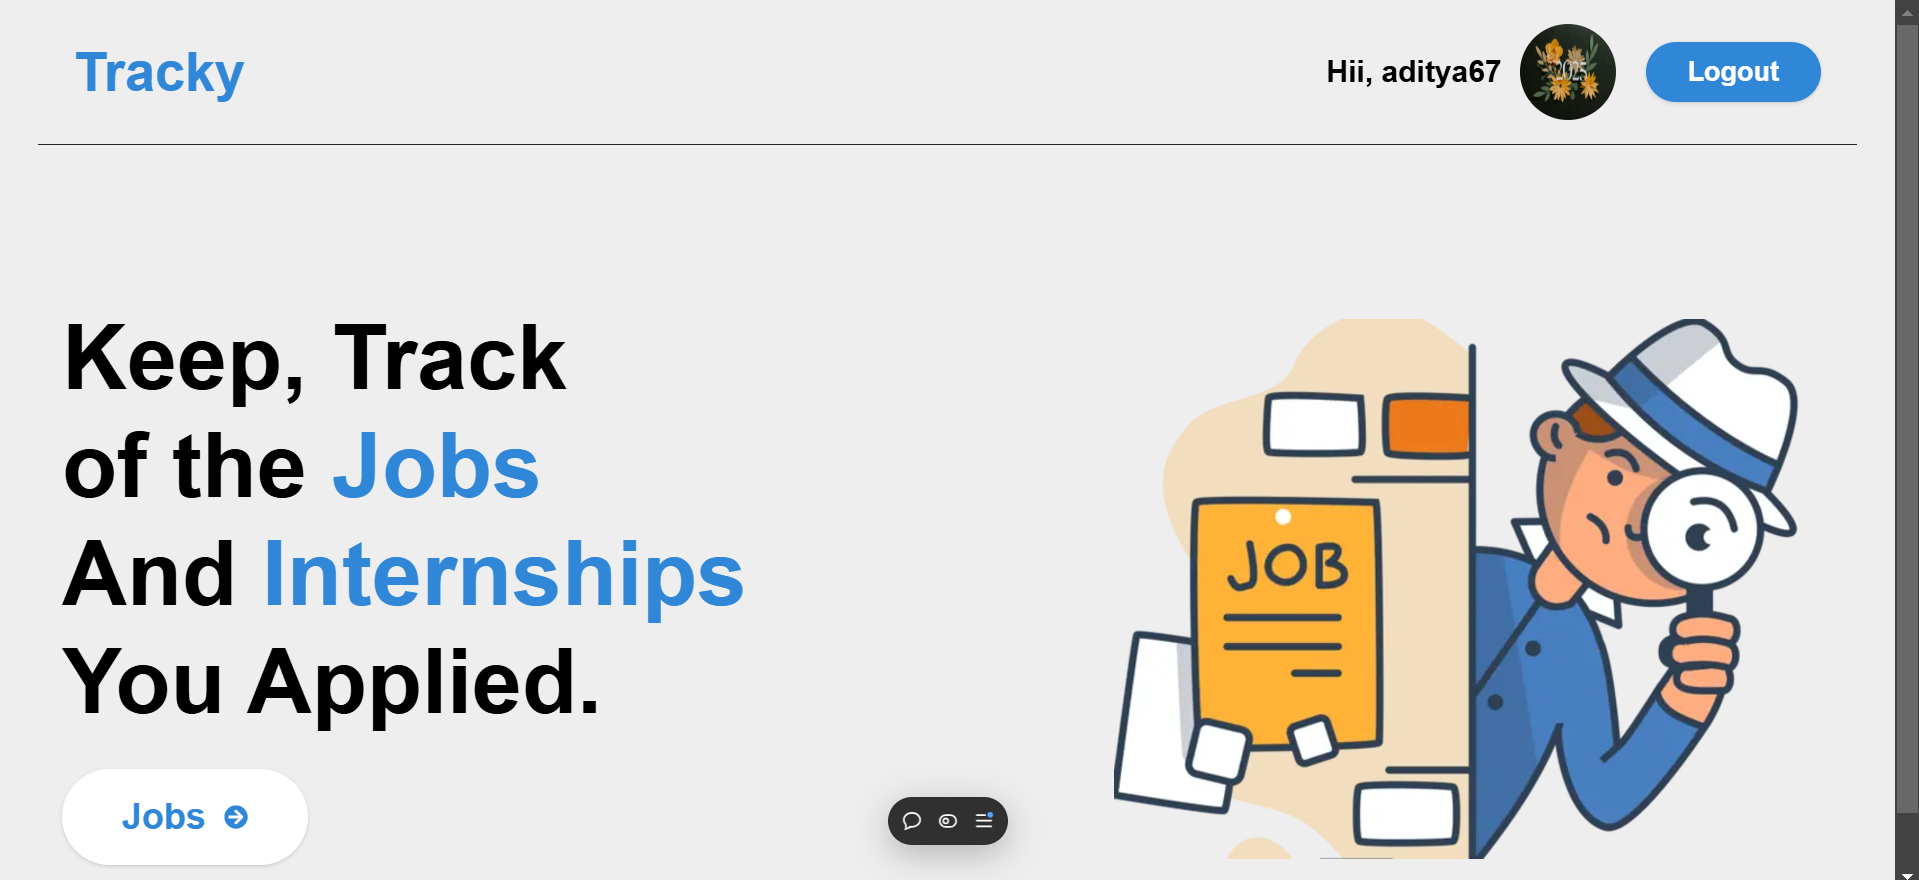 Tracky
Hii, aditya67
2025
Logout
Keep, Track
of the Jobs
And Internships
You Applied.
Jobs
JOB